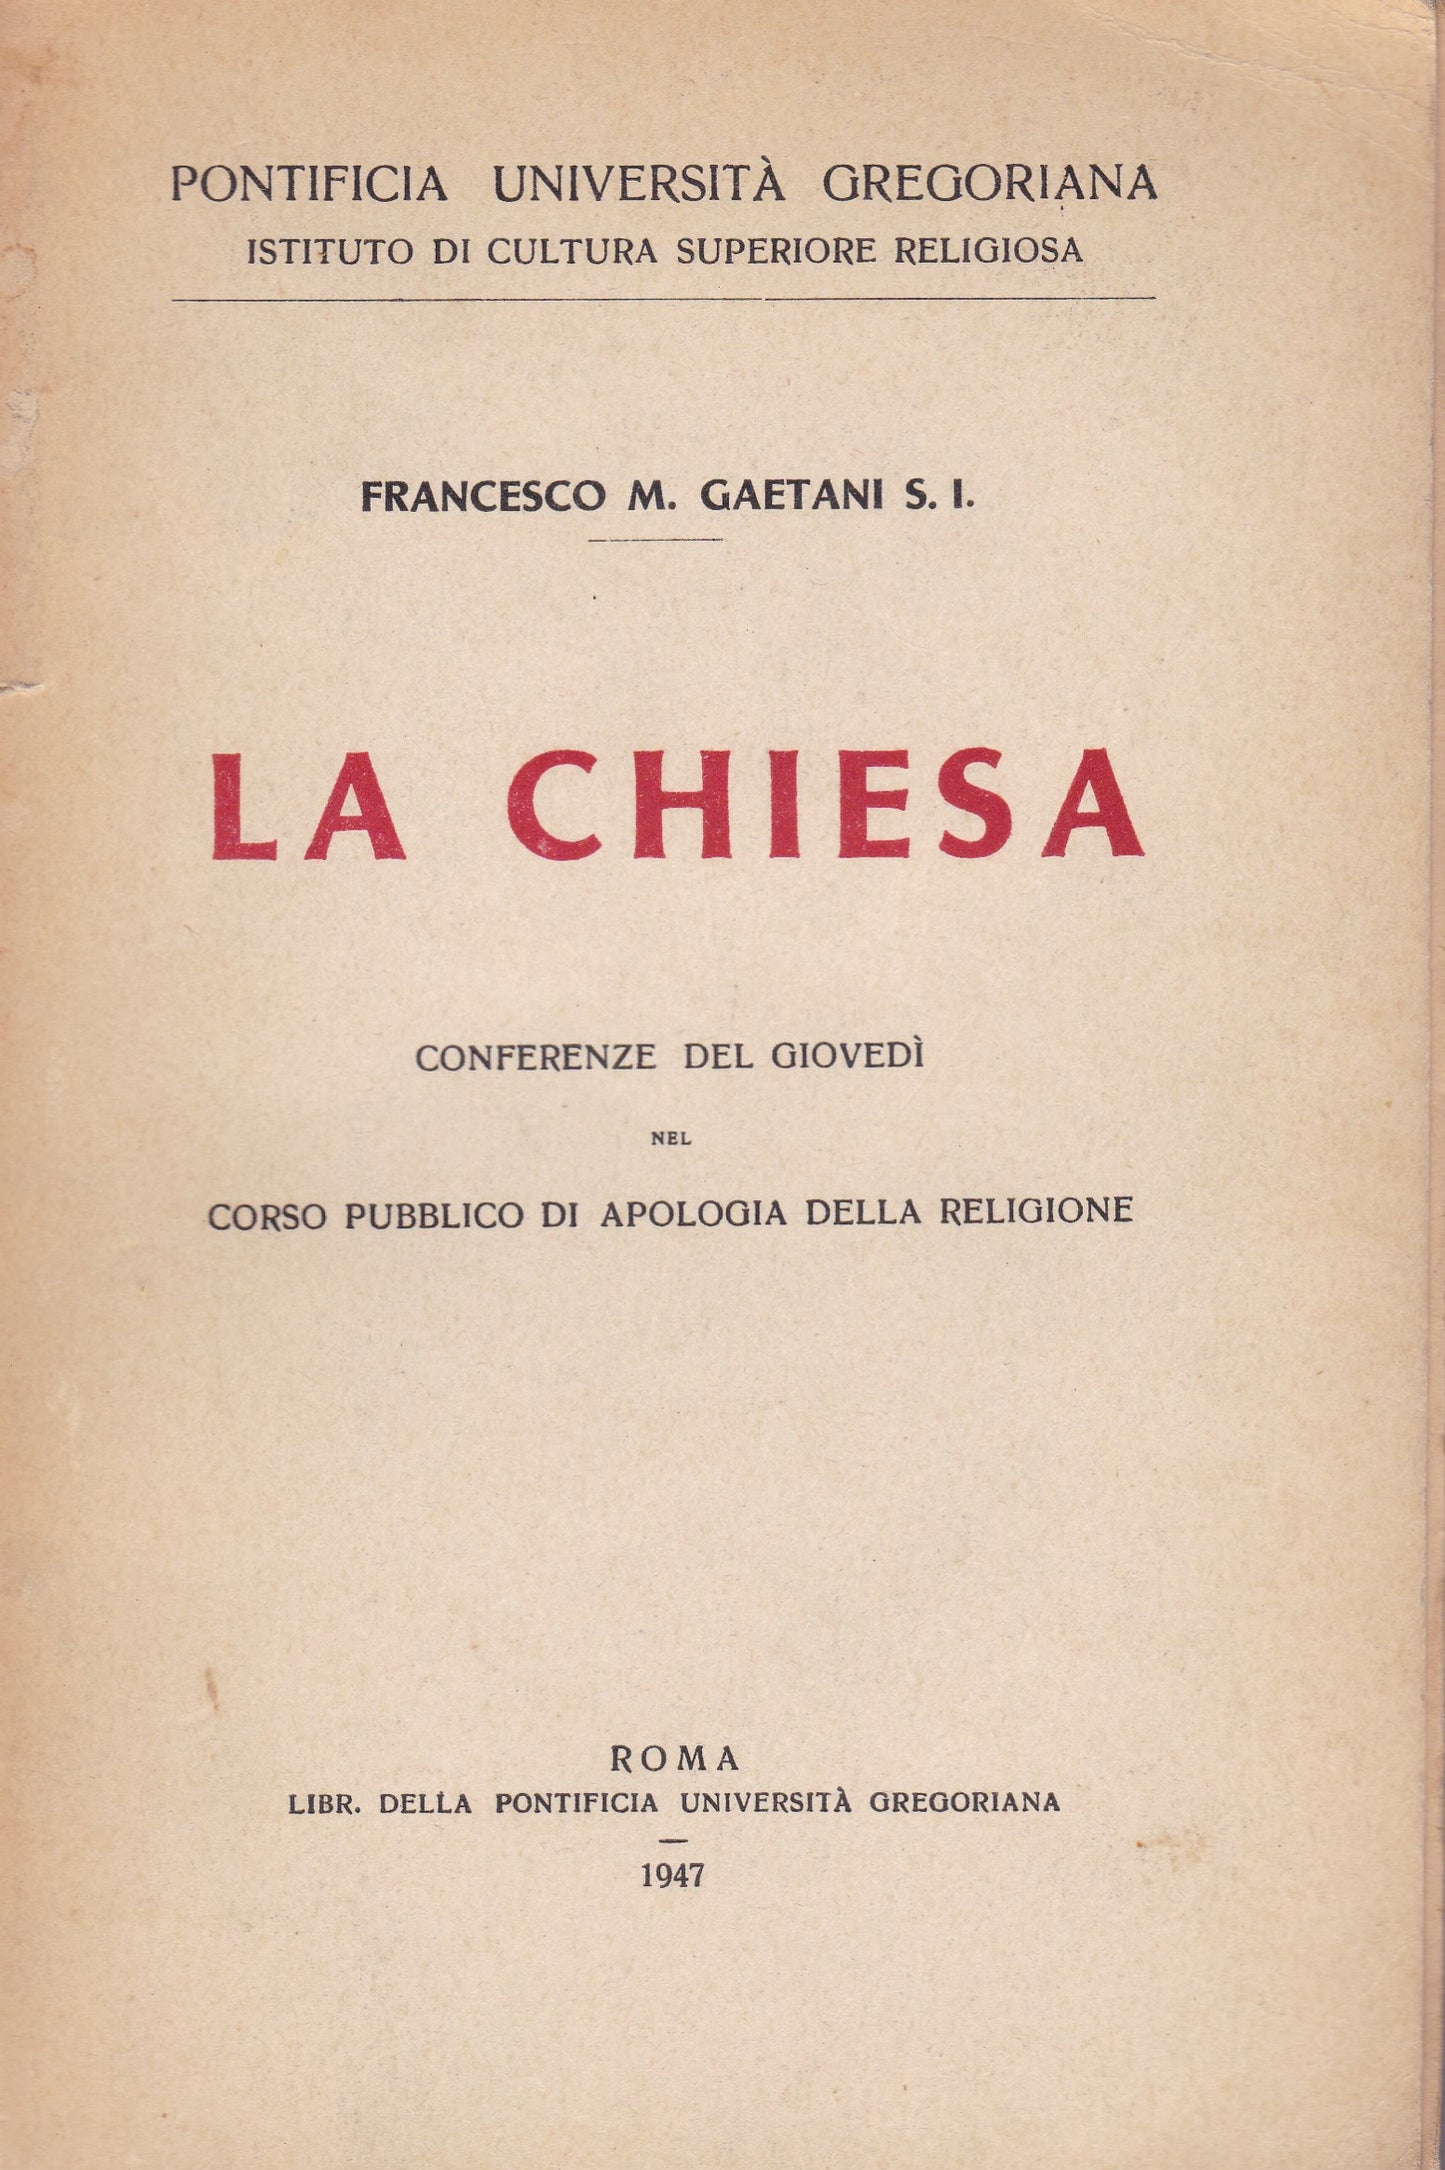 PONTIFICIA UNIVERSITÀ GREGORIANA
ISTITUTO DI CULTURA SUPERIORE RELIGIOSA
FRANCESCO M. GAETANI S. I.
LA CHIESA
CONFERENZE DEL GIOVEDÌ
NEL
CORSO PUBBLICO DI APOLOGIA DELLA RELIGIONE
ROMA
LIBR. DELLA PONTIFICIA UNIVERSITÀ GREGORIANA
1947